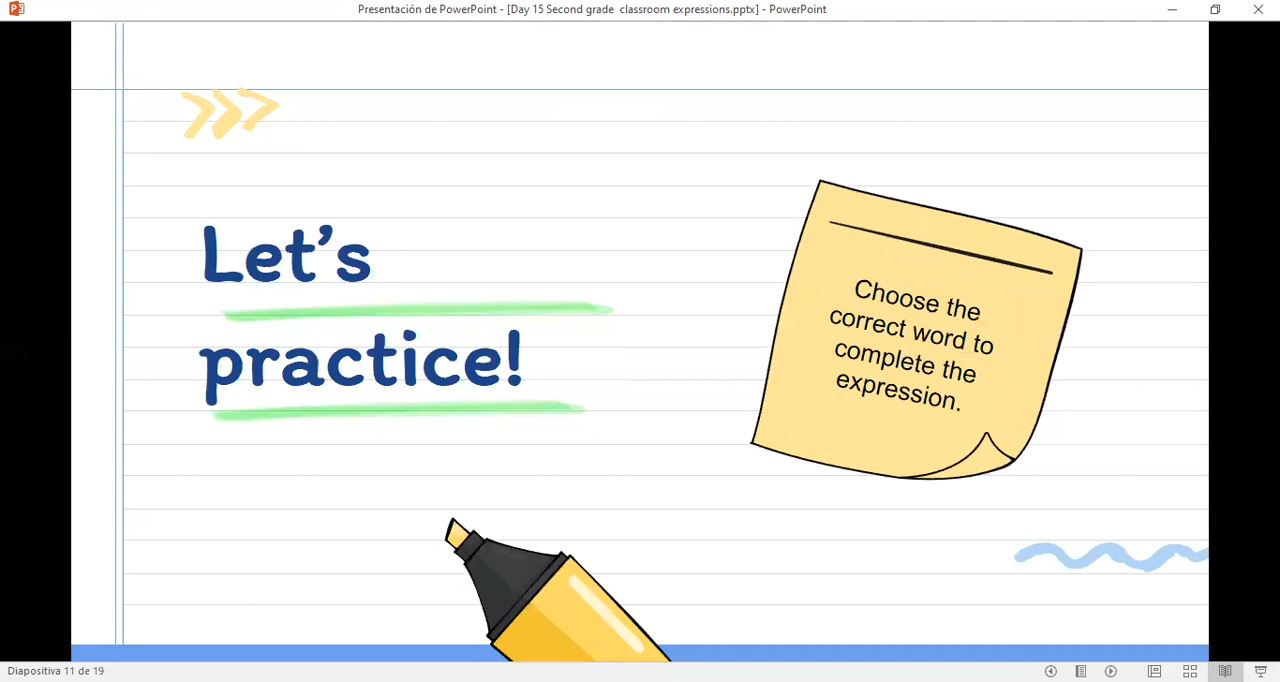 Presentación de PowerPoint - [Day 15 Second grade  classroom expressions.pptx] - PowerPoint
Let's
practice!
Choose the
correct word to
complete the
expression.
Diapositiva 11 de 19